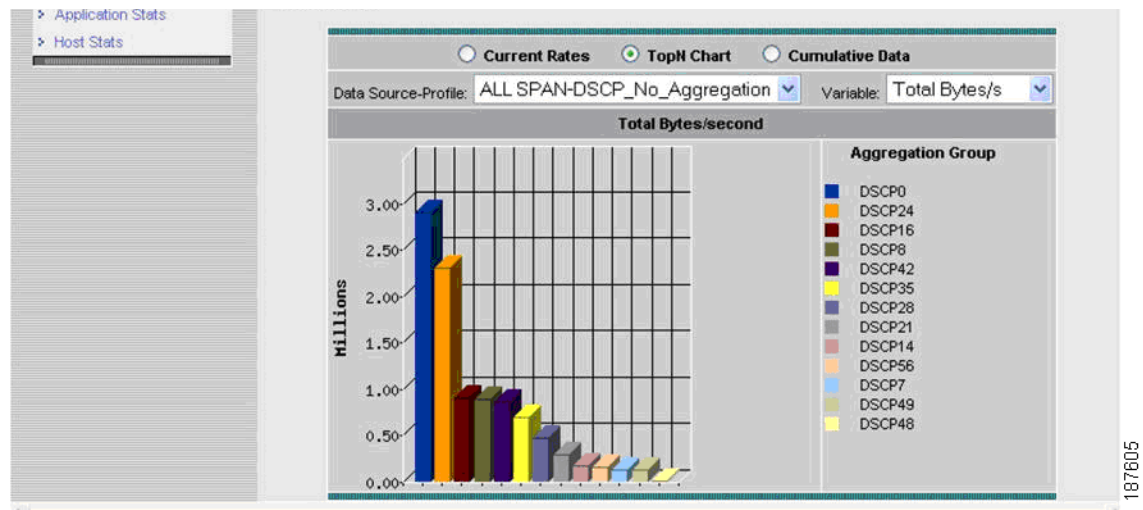 Application Stats
Host Stats
Current Rates TopN Chart Cumulative Data
Data Source-Profile: ALL SPAN-DSCP_No_Aggregation Variable: Total Bytes/s
Total Bytes/second
Aggregation Group
Millions
3.00
2.50
2.00
1.50
1.00
0.50
0.00
DSCP0
DSCP24
DSCP16
DSCP8
DSCP42
DSCP35
DSCP28
DSCP21
DSCP14
DSCP56
DSCP7
DSCP49
DSCP48
187605